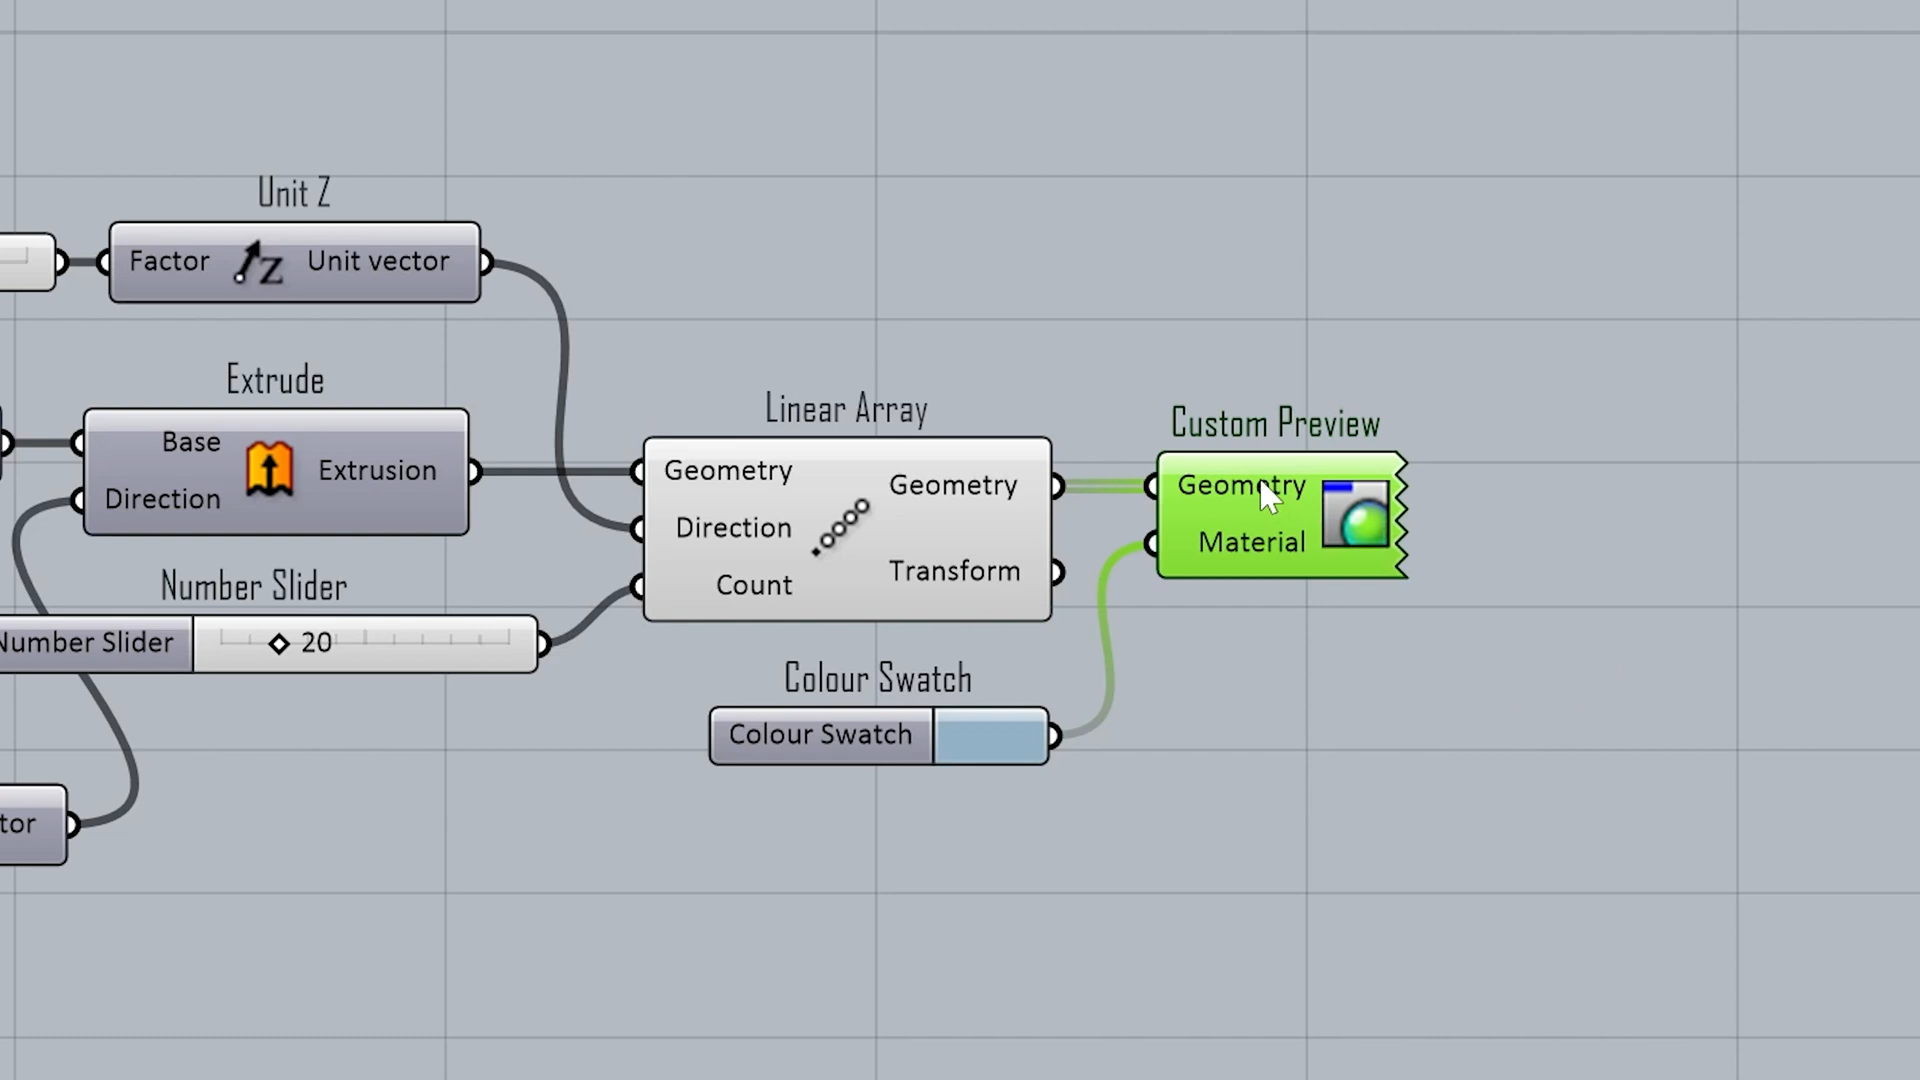 Unit Z
Factor Unit vector
Extrude
Base
Extrusion
Direction
Number Slider
Number Slider 20
tor
Linear Array
Geometry
Direction
Count
Geometry
Transform
Colour Swatch
Colour Swatch
Custom Preview
Geometry
Material